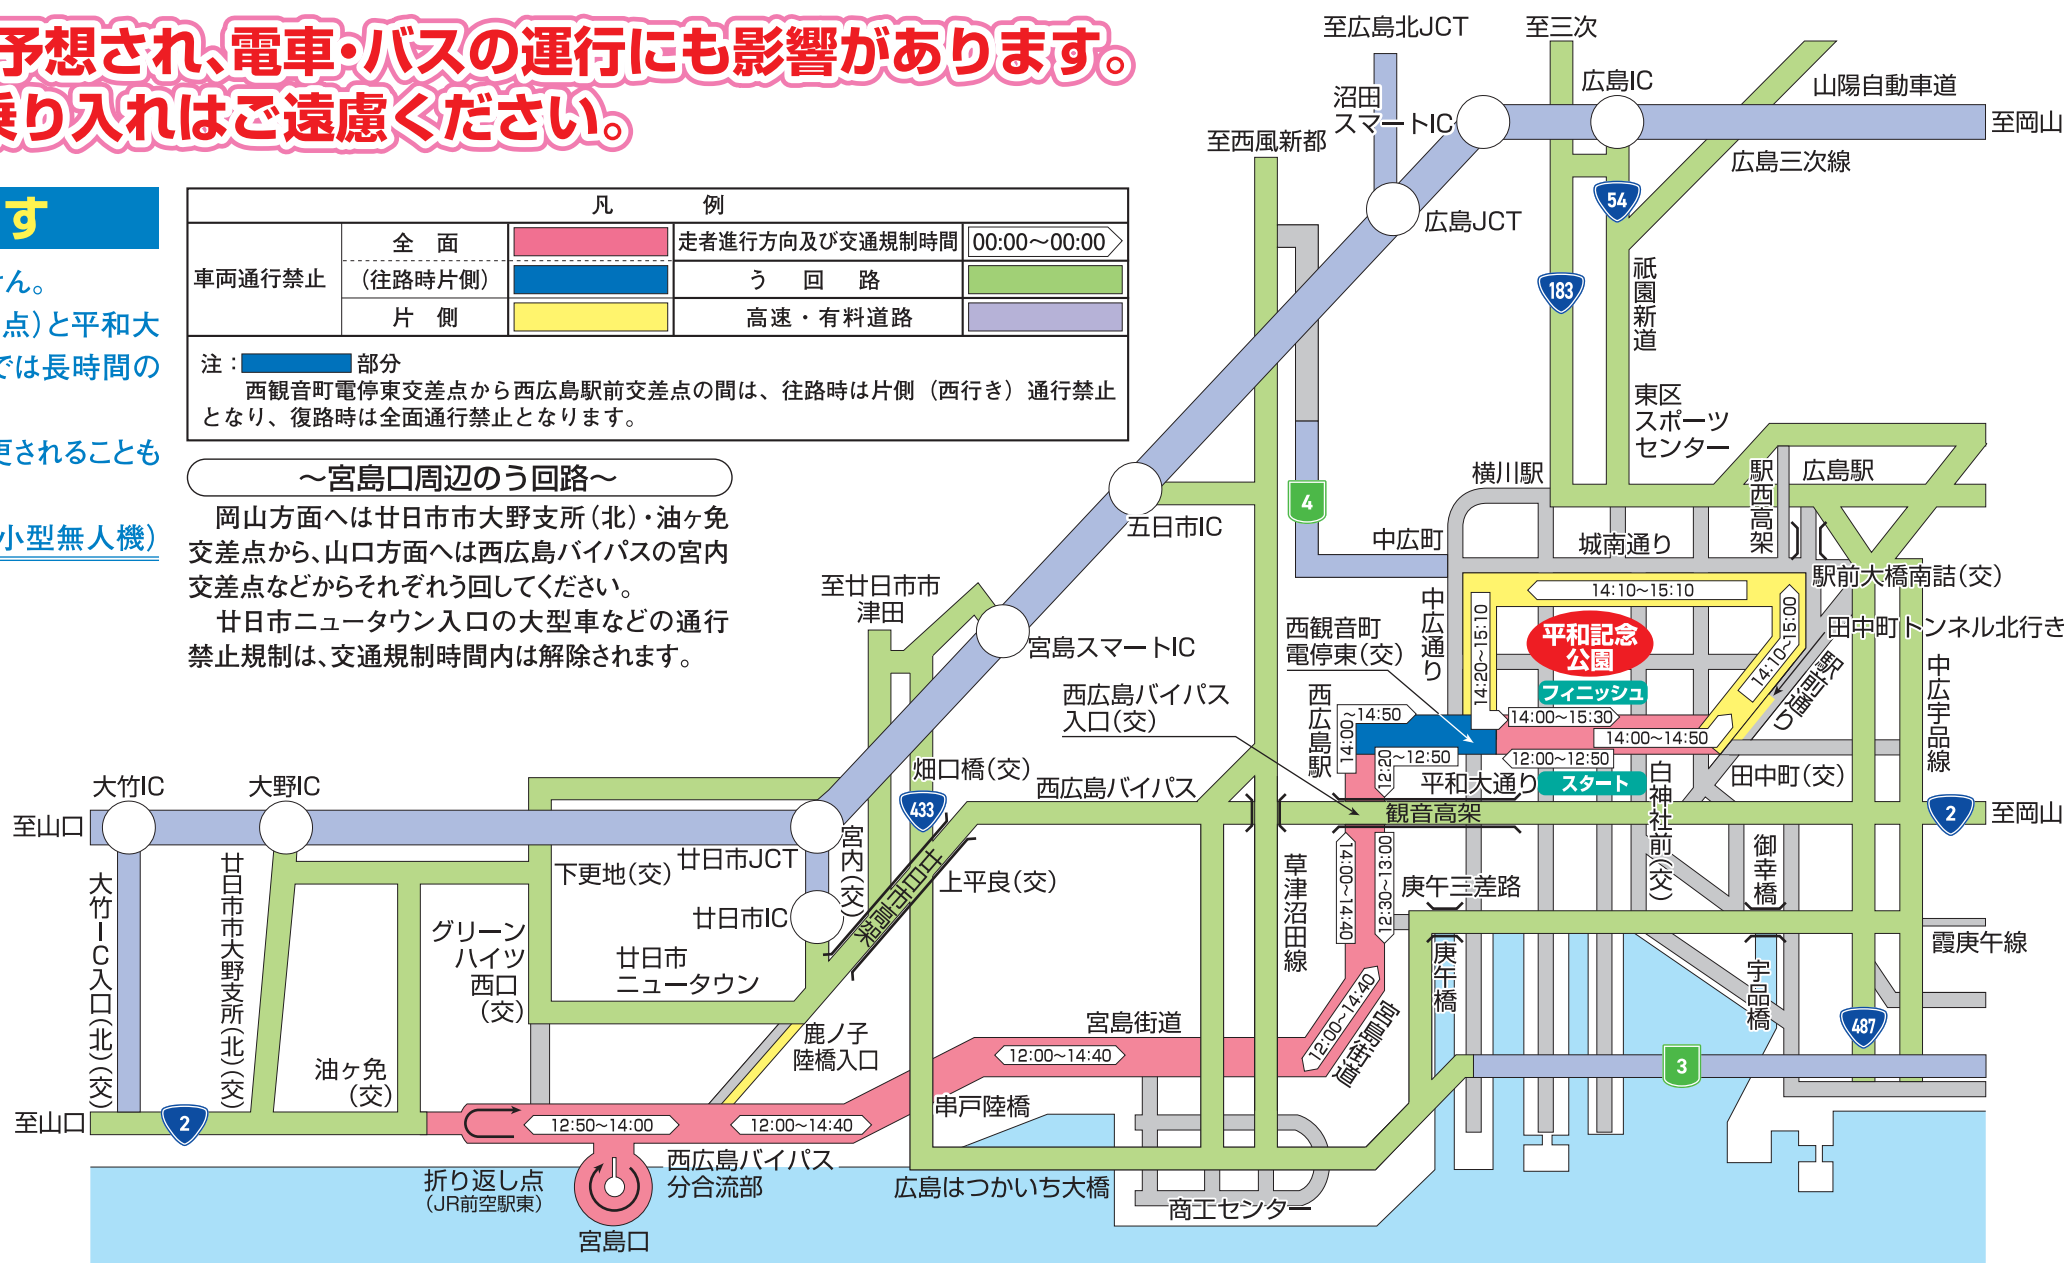 予想され、電車・バスの運行にも影響があります。
乗り入れはご遠慮ください。
す
せん。
点)と平和大
では長時間の
更されることも
小型無人機)
凡　例
車両通行禁止
全　面
(往路時片側)
片　側
走者進行方向及び交通規制時間
00:00〜00:00
う　回　路
高速・有料道路
注：　部分
西観音町電停東交差点から西広島駅前交差点の間は、往路時は片側（西行き）通行禁止
となり、復路時は全面通行禁止となります。
〜宮島口周辺のう回路〜
岡山方面へは廿日市市大野支所(北)・油ヶ免
交差点から、山口方面へは西広島バイパスの宮内
交差点などからそれぞれう回してください。
廿日市ニュータウン入口の大型車などの通行
禁止規制は、交通規制時間内は解除されます。
至広島北JCT
至三次
広島IC
山陽自動車道
沼田
スマートIC
至岡山
至西風新都
広島三次線
54
広島JCT
183
祇園新道
東区
スポーツ
センター
横川駅
駅西高架
広島駅
4
五日市IC
中広町
城南通り
駅前大橋南詰(交)
至廿日市市
津田
中広通り
14:10〜15:10
14:20〜15:10
14:10〜15:00
西観音町
電停東(交)
平和記念
公園
田中町トンネル北行き
宮島スマートIC
駅前通り
中広宇品線
西広島バイパス
入口(交)
西広島駅
フィニッシュ
14:00〜14:50
14:00〜15:30
14:00〜14:50
12:20〜12:50
12:00〜12:50
平和大通り
スタート
白神社前(交)
田中町(交)
大竹IC
大野IC
畑口橋(交)
西広島バイパス
433
観音高架
2
至岡山
至山口
廿日市JCT
宮内(交)
下更地(交)
廿日市高架
上平良(交)
草津沼田線
14:00〜14:40
12:30〜13:00
庚午三差路
御幸橋
大竹IC入口(北)(交)
廿日市市大野支所(北)(交)
廿日市IC
グリーン
ハイツ
西口
(交)
廿日市
ニュータウン
霞庚午線
庚午橋
宇品橋
12:00〜14:40
宮島街道
487
鹿ノ子
陸橋入口
宮島街道
12:00〜14:40
3
油ヶ免
(交)
至山口
2
12:50〜14:00
12:00〜14:40
串戸陸橋
折り返し点
(JR前空駅東)
西広島バイパス
分合流部
広島はつかいち大橋
商工センター
宮島口